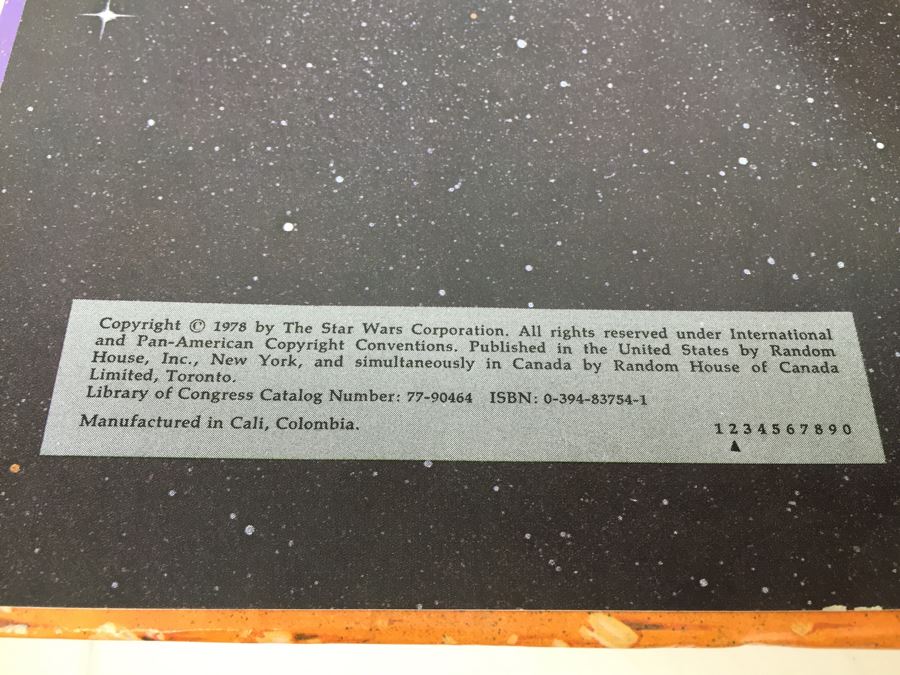 Copyright © 1978 by The Star Wars Corporation. All rights reserved under International
and Pan-American Copyright Conventions. Published in the United States by Random
House, Inc., New York, and simultaneously in Canada by Random House of Canada
Limited, Toronto.
Library of Congress Catalog Number: 77-90464 ISBN: 0-394-83754-1
Manufactured in Cali, Colombia.
1 2 3 4 5 6 7 8 9 0